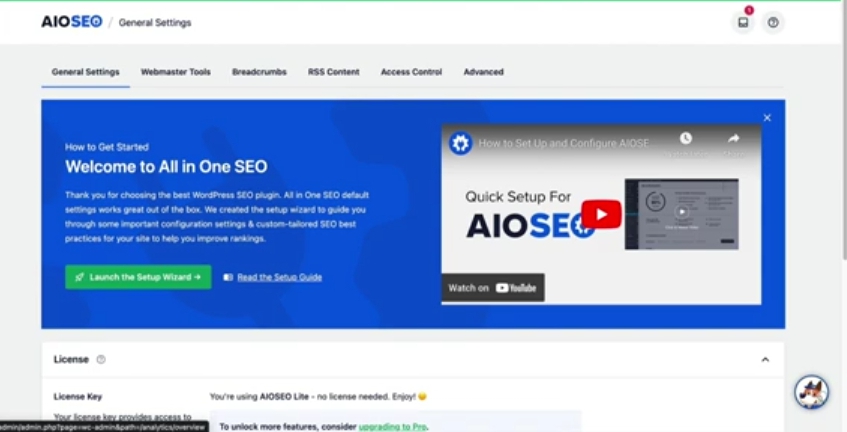 AIOSEO / General Settings
1
General Settings Webmaster Tools Breadcrumbs RSS Content Access Control Advanced
How to Get Started
Welcome to All in One SEO
Thank you for choosing the best WordPress SEO plugin. All in One SEO default
settings works great out of the box. We created the setup wizard to guide you
through some important configuration settings & custom-tailored SEO best
practices for your site to help you improve rankings.
Launch the Setup Wizard →
Read the Setup Guide
How to Set Up and Configure AIOSE
Quick Setup For
AIOSEO
Watch on YouTube
License
License Key
You're using AIOSEO Lite - no license needed. Enjoy! 🙂
Your license key provides access to
To unlock more features, consider upgrading to Pro.